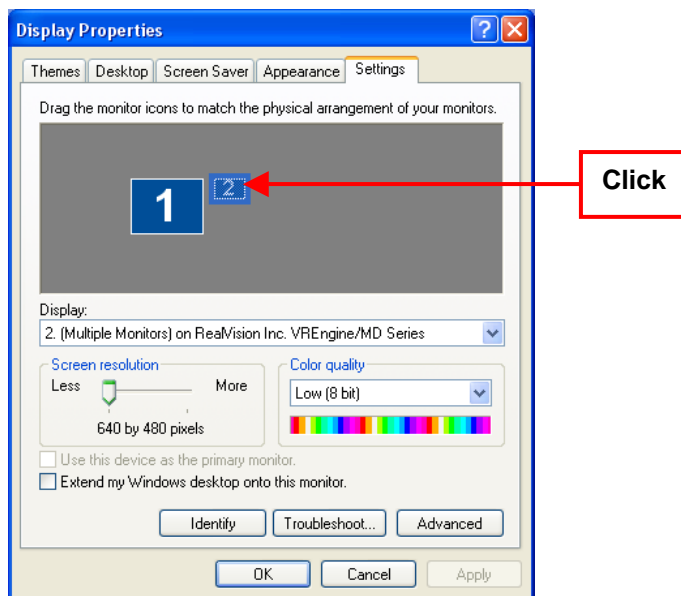 Display Properties
Themes Desktop Screen Saver Appearance Settings
Drag the monitor icons to match the physical arrangement of your monitors.
1 2
Click
Display:
2. (Multiple Monitors) on RealVision Inc. VREngine/MD Series
Screen resolution
Less More
640 by 480 pixels
Color quality
Low (8 bit)
Use this device as the primary monitor.
Extend my Windows desktop onto this monitor.
Identify Troubleshoot... Advanced
OK Cancel Apply